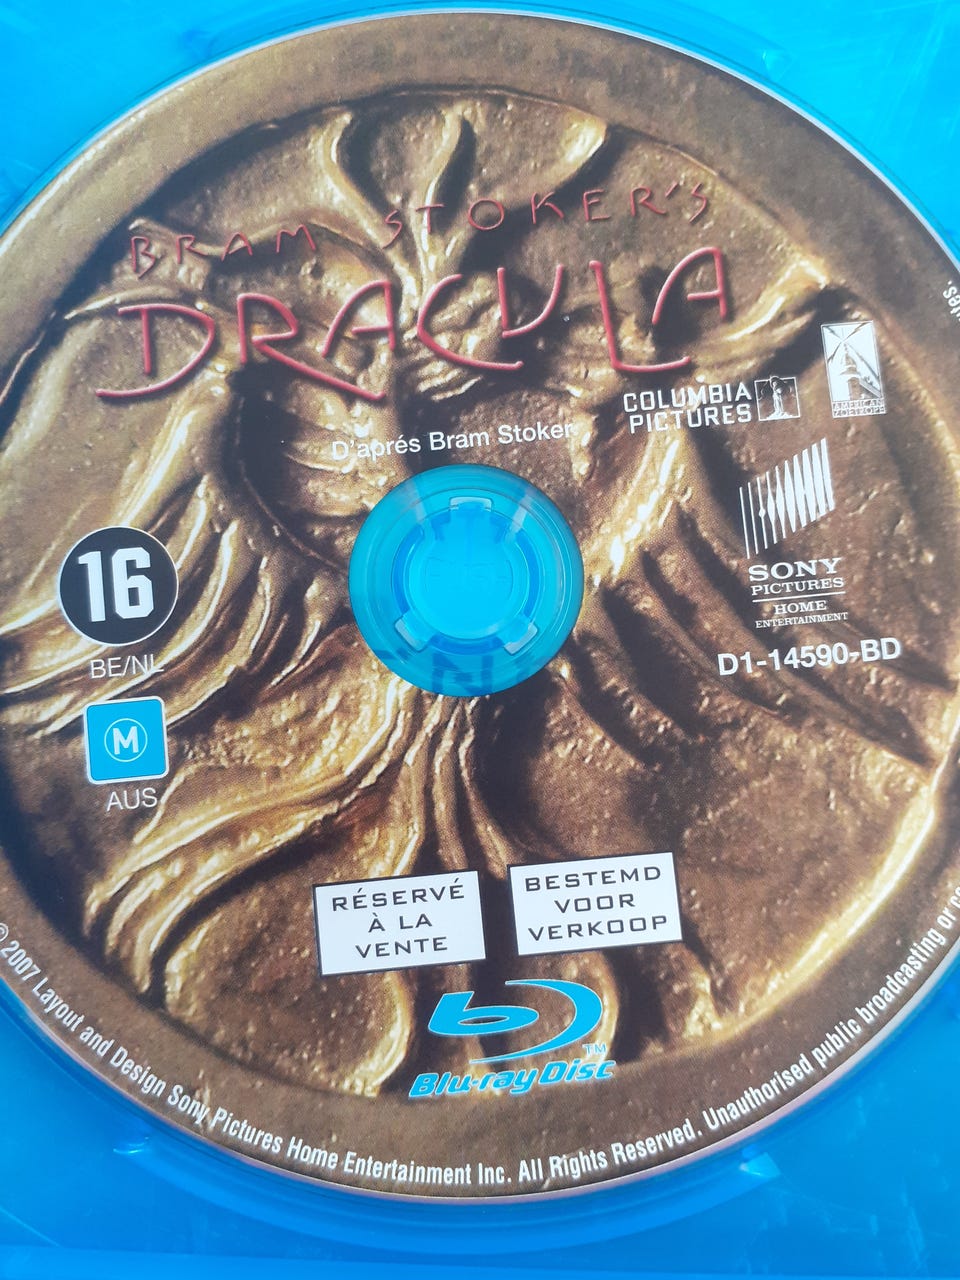 BRAM STOKER'S
DRACULA
D'aprés Bram Stoker
COLUMBIA
PICTURES
AMERICAN
ZOETROPE
SONY
PICTURES
HOME
ENTERTAINMENT
D1-14590-BD
16
BE/NL
M
AUS
RÉSERVÉ
À LA
VENTE
BESTEMD
VOOR
VERKOOP
Blu-ray Disc
TM
© 2007 Layout and Design Sony Pictures Home Entertainment Inc. All Rights Reserved. Unauthorised public broadcasting or